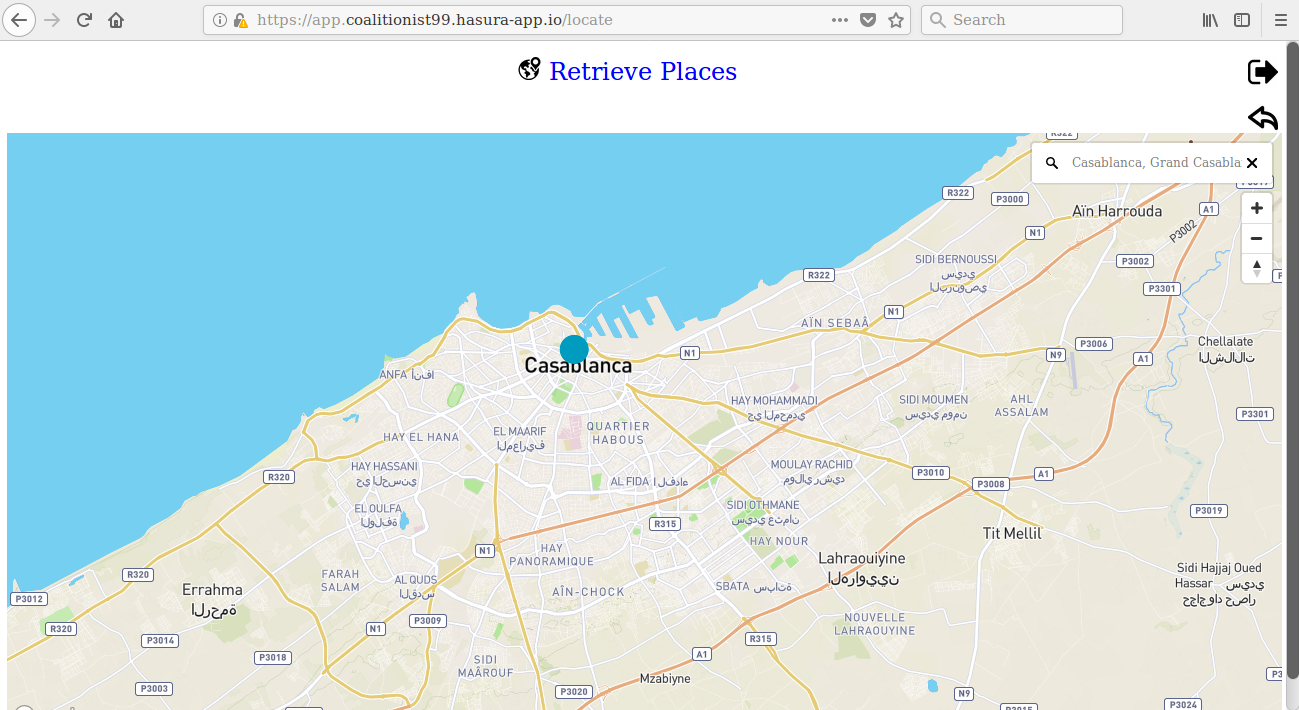 https://app.coalitionist99.hasura-app.io/locate
Search
Retrieve Places
Casablanca, Grand Casabla
R322
P3000
Aïn Harrouda
A1
N1
P3002
SIDI BERNOUSSI
سيدي
البرنوصي
P3002
R322
P3301
AÏN SEBAÂ
N1
Chellalate
الشلالات
N1
N9
P3006
A1
Casablanca
ANFA انفا
HAY MOHAMMADI
حي المحمدي
SIDI MOUMEN
سيدي مومن
AHL
ASSALAM
P3301
EL MAARIF
المعاريف
QUARTIER
HABOUS
HAY EL HANA
HAY HASSANI
حي الحسني
MOULAY RACHID
مولاي رشيد
P3010
A1
P3008
R320
AL FIDA الفداء
EL OULFA
الولفة
SIDI OTHMANE
سيدي عثمان
P3019
R315
Tit Mellil
HAY NOUR
N1
HAY
PANORAMIQUE
Lahraouiyine
الهراويين
Sidi Hajjaj Oued
Hassar سيدي
حجاج واد حصار
R320
FARAH
SALAM
AL QUDS
القدس
SBATA سباتة
Errahma
الرحمة
AÎN-CHOCK
P3012
R320
N1
P3009
NOUVELLE
LAHRAOUYINE
P3014
R315
P3018
SIDI
MAÂROUF
A1
Mzabiyne
P3003
P3020
N9
P3015
P3024